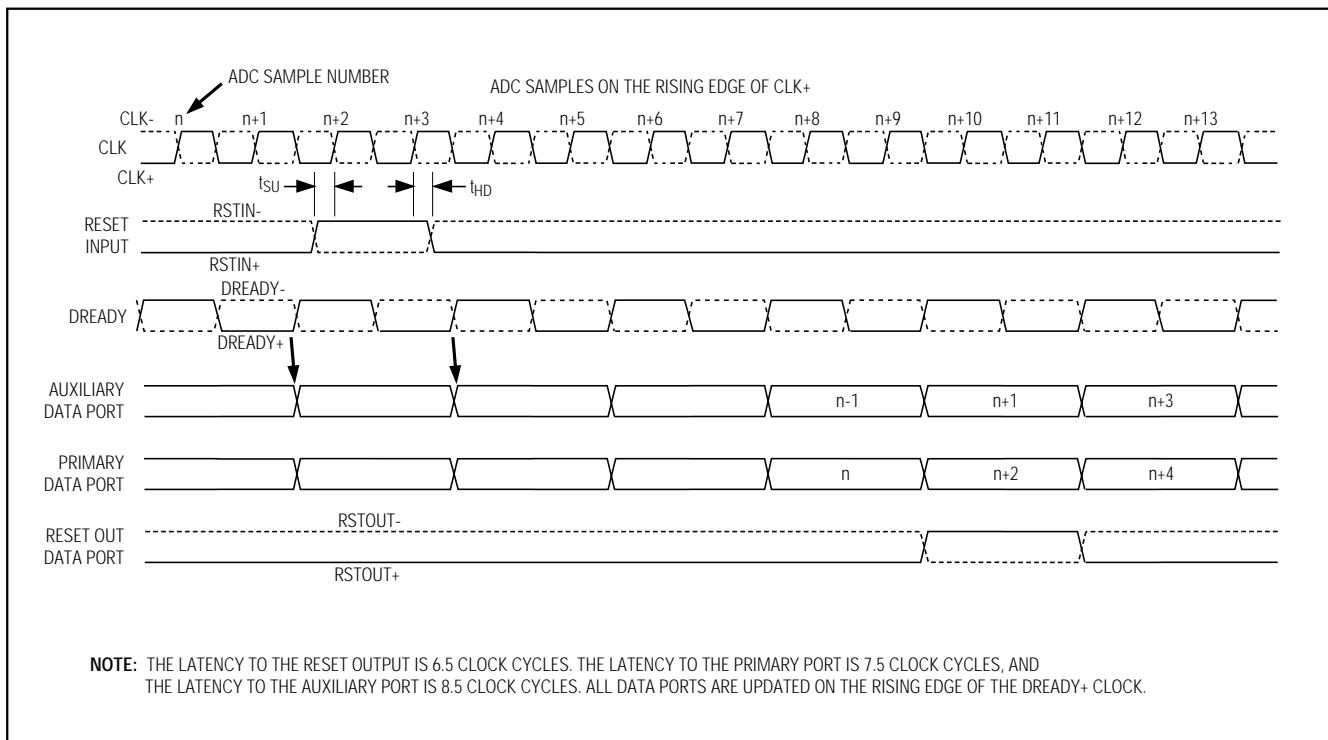 ADC SAMPLE NUMBER
ADC SAMPLES ON THE RISING EDGE OF CLK+
CLK- n n+1 n+2 n+3 n+4 n+5 n+6 n+7 n+8 n+9 n+10 n+11 n+12 n+13
CLK
CLK+
tSU tHD
RSTIN-
RESET
INPUT
RSTIN+
DREADY-
DREADY
DREADY+
AUXILIARY
DATA PORT
n-1 n+1 n+3
PRIMARY
DATA PORT
n n+2 n+4
RSTOUT-
RESET OUT
DATA PORT
RSTOUT+
NOTE: THE LATENCY TO THE RESET OUTPUT IS 6.5 CLOCK CYCLES. THE LATENCY TO THE PRIMARY PORT IS 7.5 CLOCK CYCLES, AND
THE LATENCY TO THE AUXILIARY PORT IS 8.5 CLOCK CYCLES. ALL DATA PORTS ARE UPDATED ON THE RISING EDGE OF THE DREADY+ CLOCK.